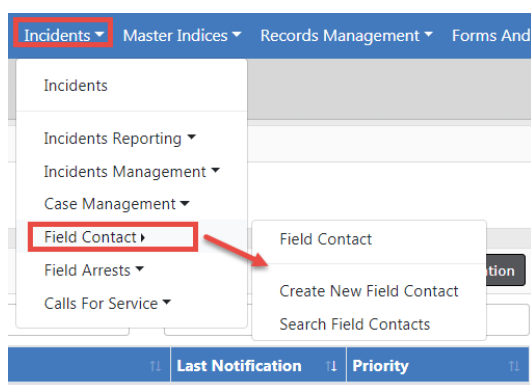 Incidents Master Indices Records Management Forms And
Incidents
Incidents Reporting
Incidents Management
Case Management
Field Contact
Field Arrests
Calls For Service
Field Contact
Create New Field Contact
Search Field Contacts
tion
Last Notification Priority